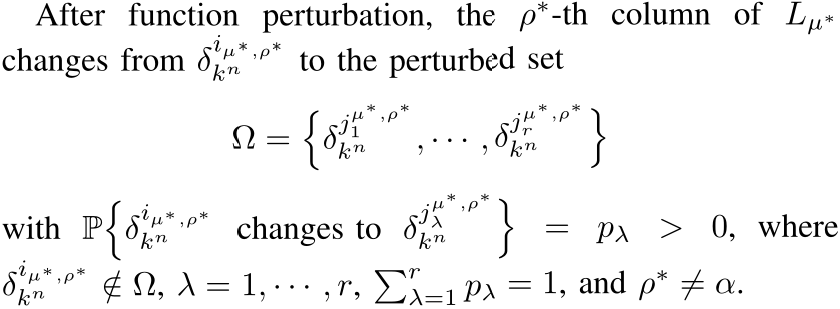 After function perturbation, the $\rho^*$-th column of $L_{\mu^*}$
changes from $\delta_{k^n}^{i_{\mu^*,\rho^*}}$ to the perturbed set
$\Omega = \left\{ \delta_{k^n}^{j_1^{\mu^*,\rho^*}}, \cdots, \delta_{k^n}^{j_r^{\mu^*,\rho^*}} \right\}$
with $\mathbb{P}\left\{ \delta_{k^n}^{i_{\mu^*,\rho^*}} \text{ changes to } \delta_{k^n}^{j_\lambda^{\mu^*,\rho^*}} \right\} = p_\lambda > 0$, where
$\delta_{k^n}^{i_{\mu^*,\rho^*}} \notin \Omega$, $\lambda = 1, \cdots, r$, $\sum_{\lambda=1}^{r} p_\lambda = 1$, and $\rho^* \neq \alpha$.